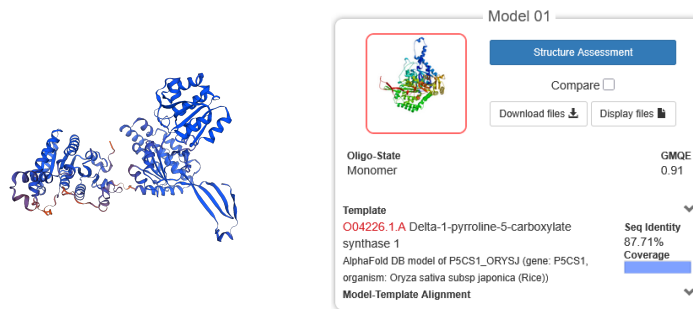 Model 01
Structure Assessment
Compare
Download files
Display files
Oligo-State
GMQE
Monomer
0.91
Template
O04226.1.A Delta-1-pyrroline-5-carboxylate
synthase 1
Seq Identity
87.71%
AlphaFold DB model of P5CS1_ORYSJ (gene: P5CS1,
organism: Oryza sativa subsp japonica (Rice))
Coverage
Model-Template Alignment